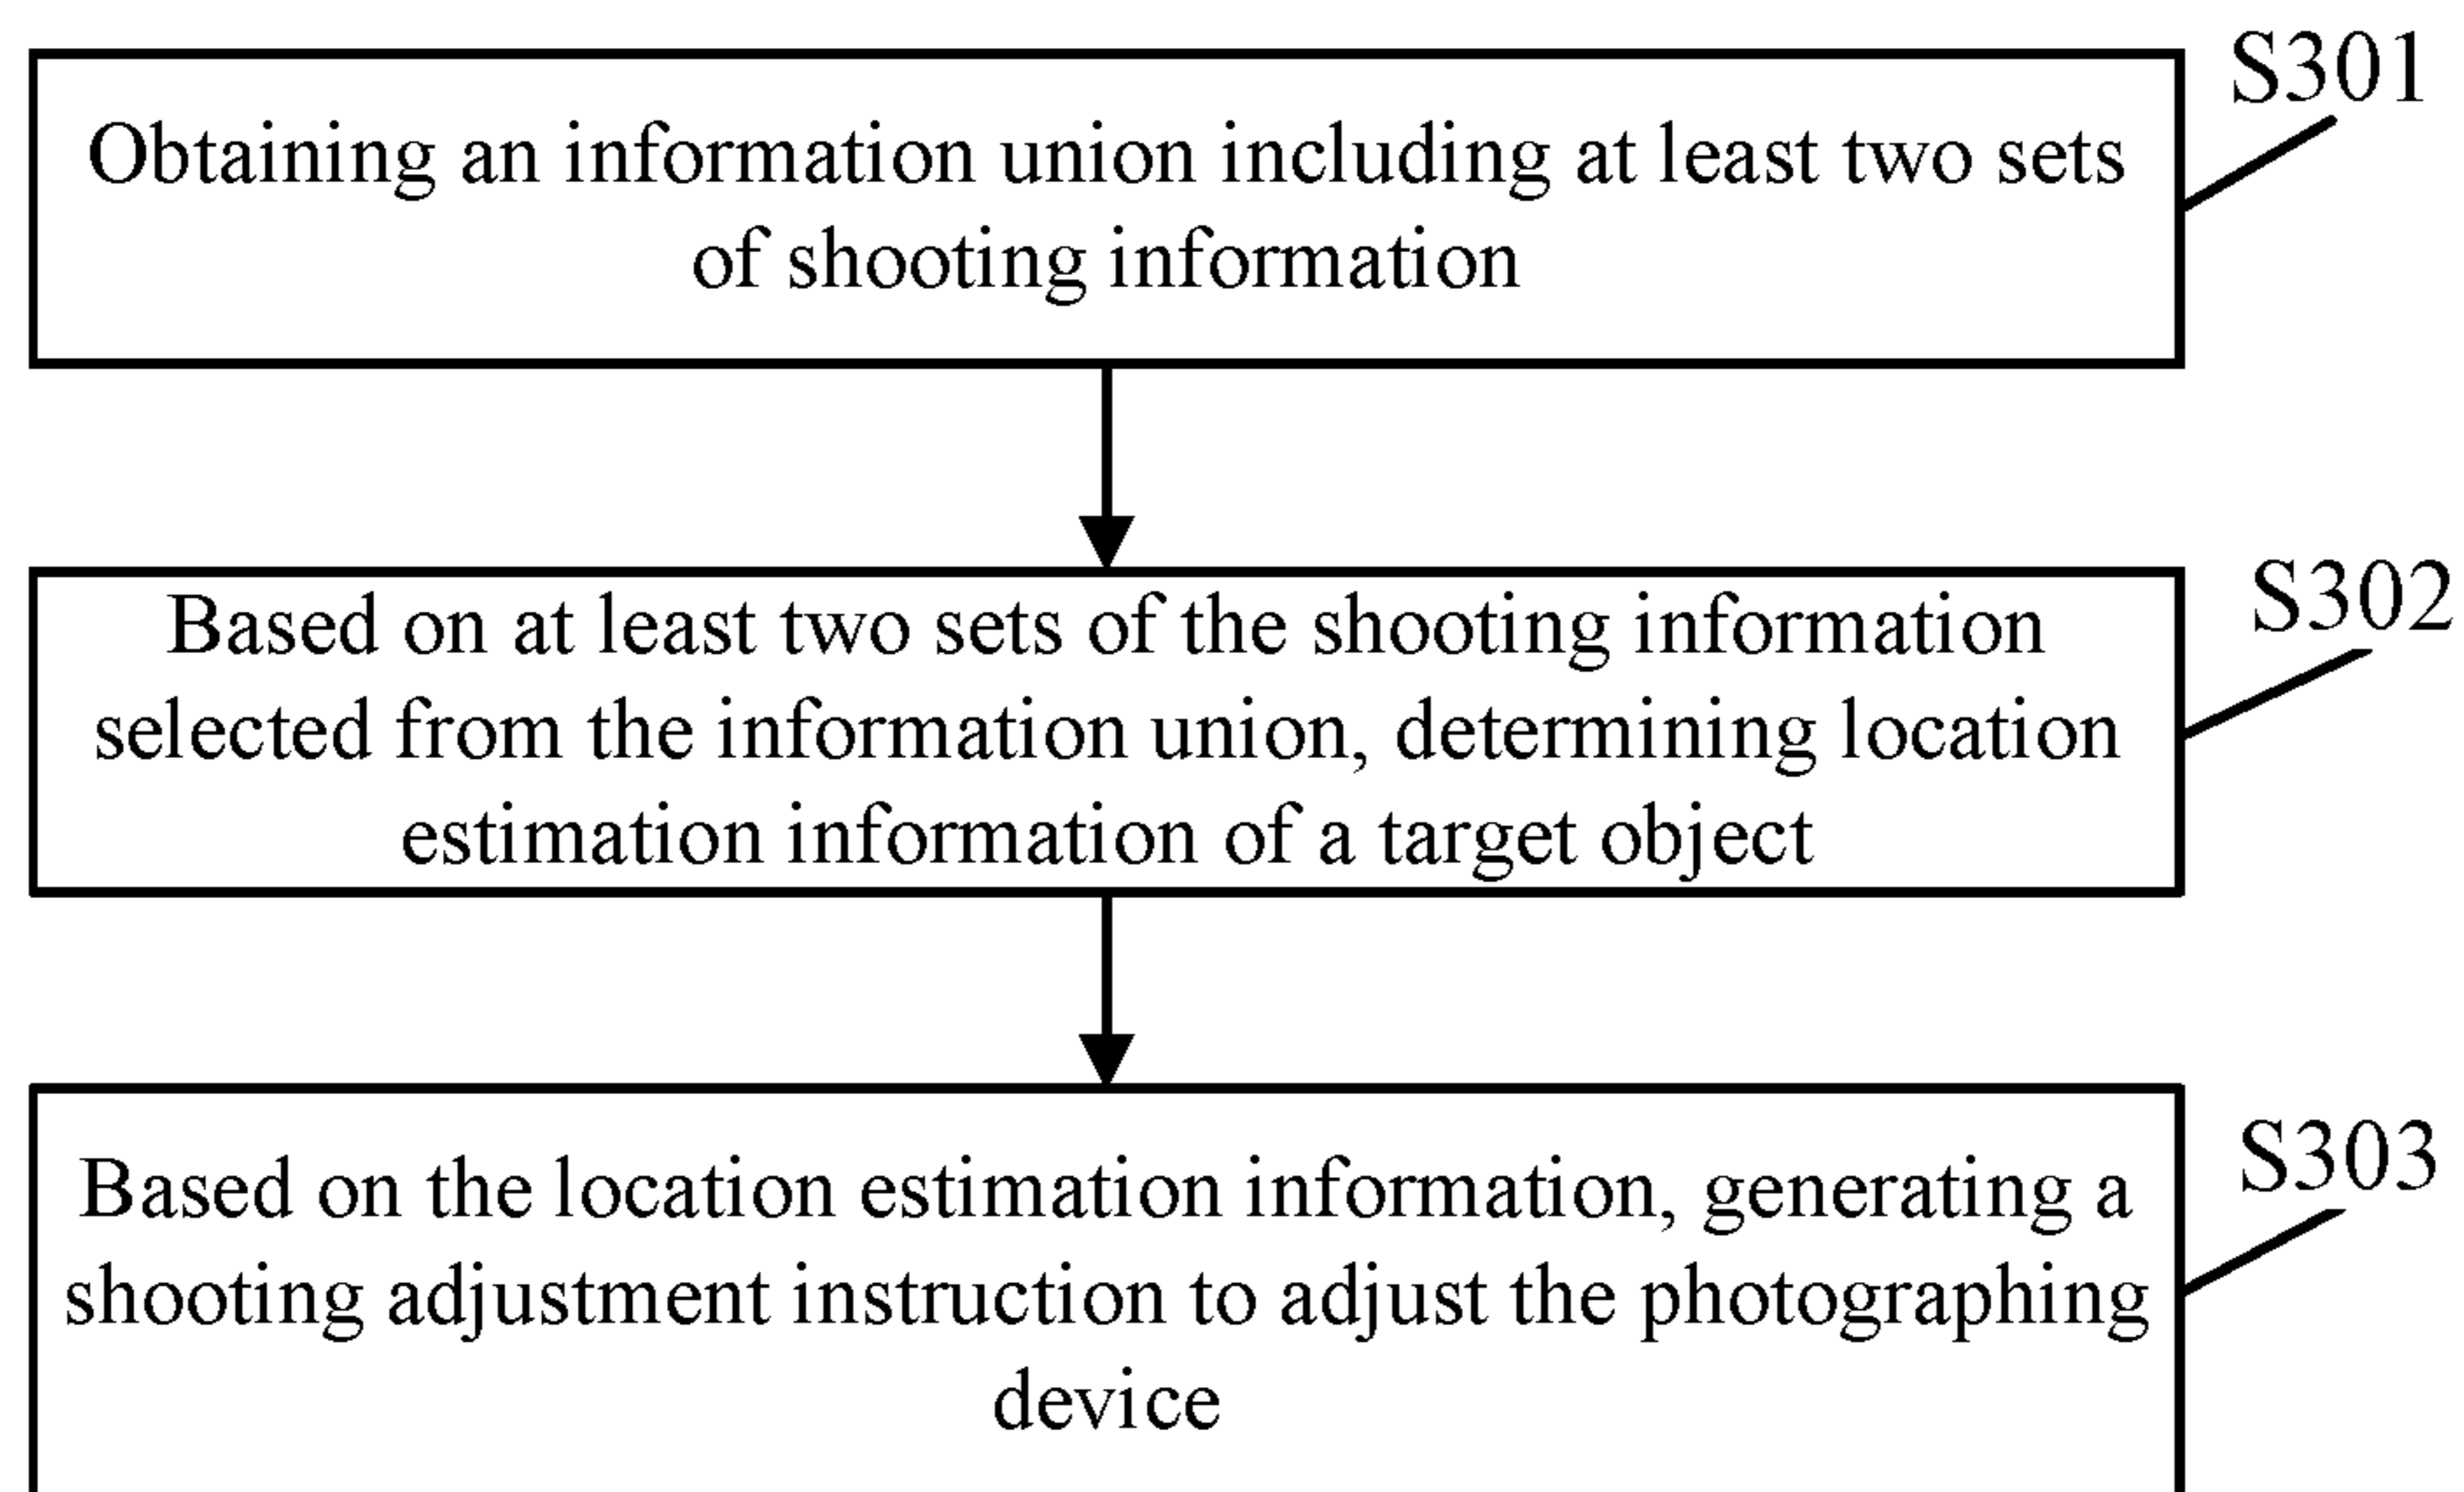 S301
Obtaining an information union including at least two sets
of shooting information
S302
Based on at least two sets of the shooting information
selected from the information union, determining location
estimation information of a target object
S303
Based on the location estimation information, generating a
shooting adjustment instruction to adjust the photographing
device